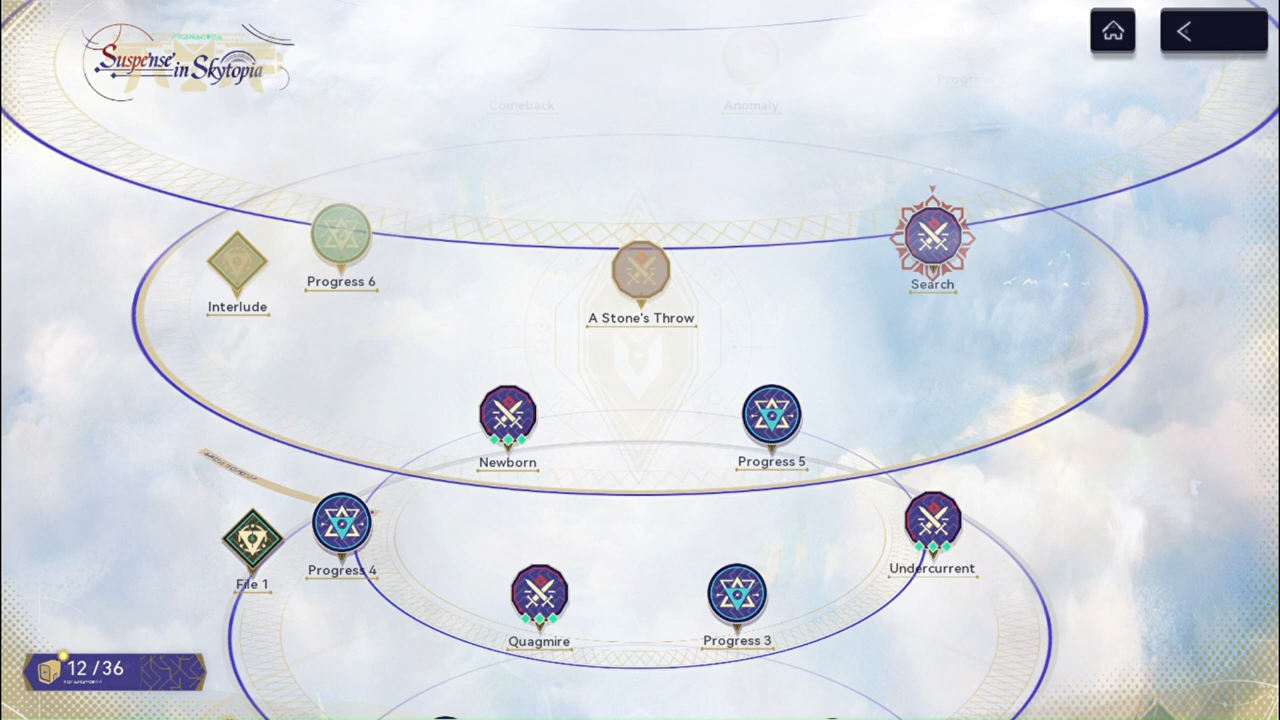 Suspense
in Skytopia
Comeback
Anomaly
Progress
Interlude
Progress 6
A Stone's Throw
Search
Newborn
Progress 5
File 1
Progress 4
Undercurrent
Quagmire
Progress 3
12 / 36